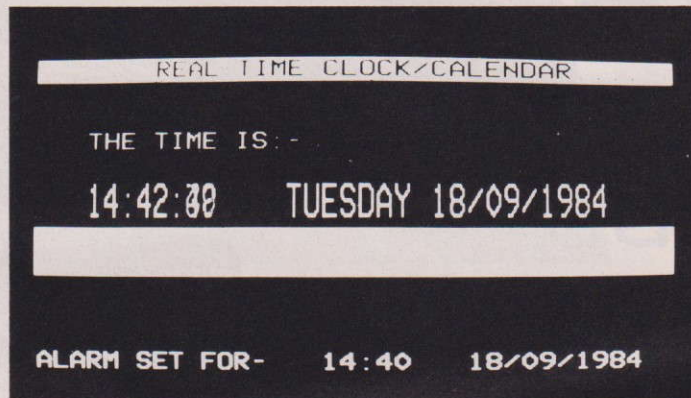 REAL TIME CLOCK/CALENDAR
THE TIME IS:-
14:42: TUESDAY 18/09/1984
ALARM SET FOR- 14:40 18/09/1984